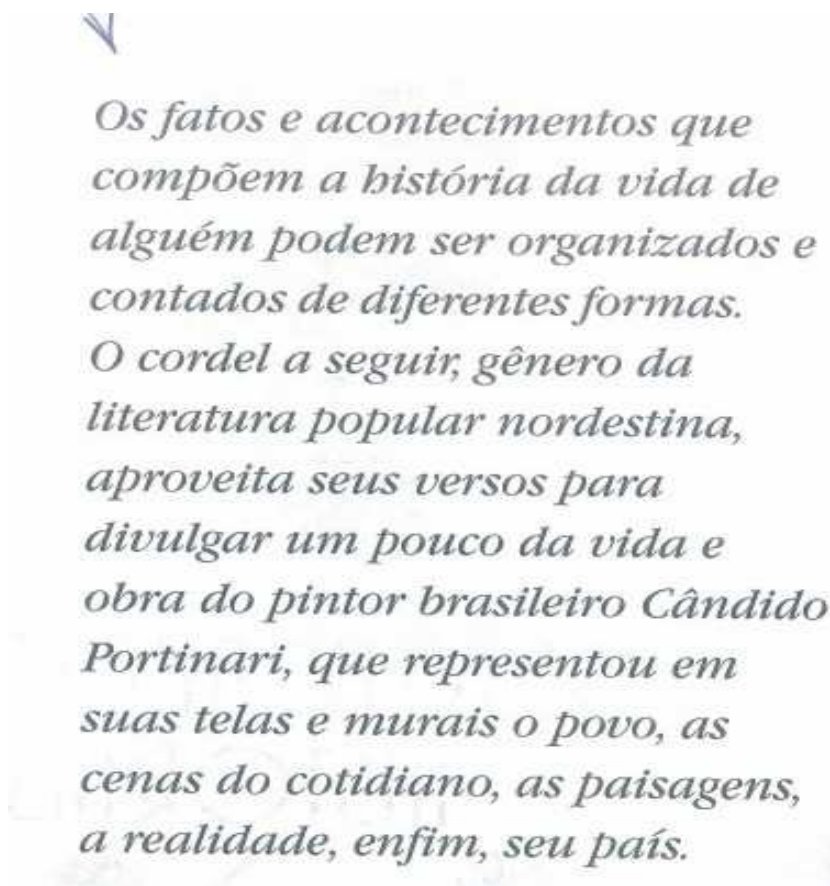 Os fatos e acontecimentos que
compõem a história da vida de
alguém podem ser organizados e
contados de diferentes formas.
O cordel a seguir, gênero da
literatura popular nordestina,
aproveita seus versos para
divulgar um pouco da vida e
obra do pintor brasileiro Cândido
Portinari, que representou em
suas telas e murais o povo, as
cenas do cotidiano, as paisagens,
a realidade, enfim, seu país.